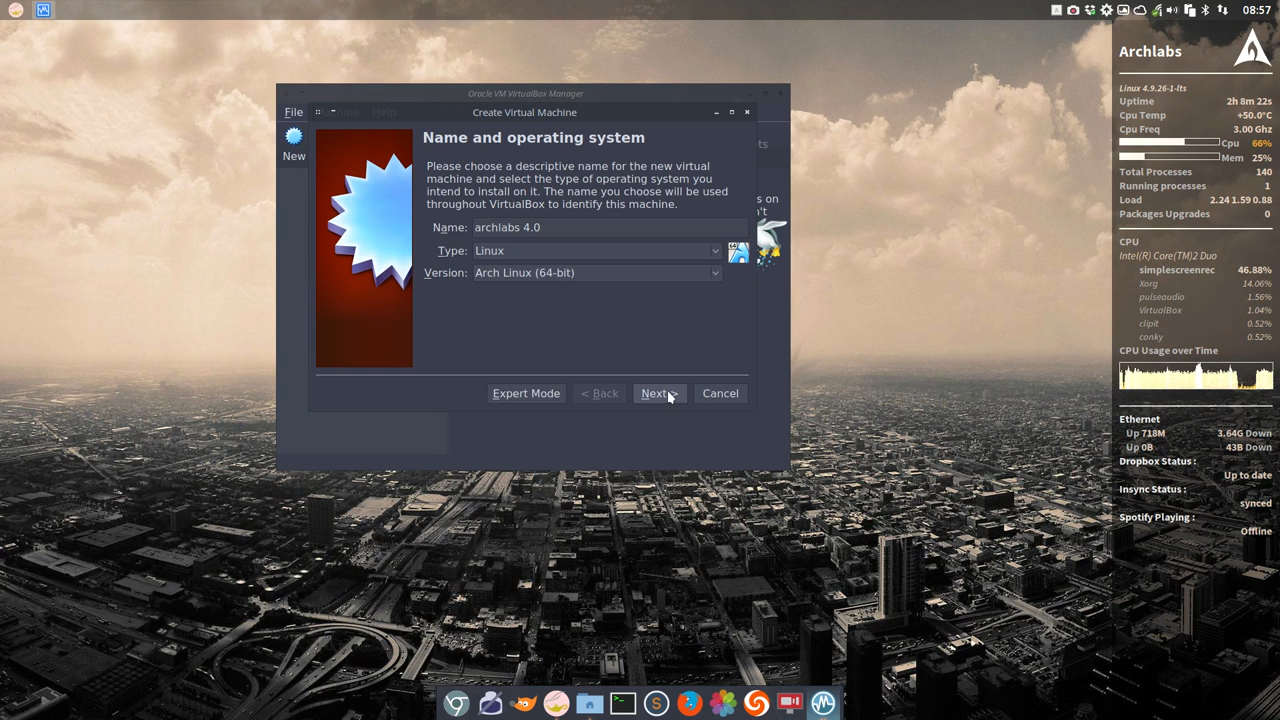 08:57
Oracle VM VirtualBox Manager
File Machine Help
New
Create Virtual Machine
Name and operating system
Please choose a descriptive name for the new virtual
machine and select the type of operating system you
intend to install on it. The name you choose will be used
throughout VirtualBox to identify this machine.
Name: archlabs 4.0
Type: Linux
64
Version: Arch Linux (64-bit)
Expert Mode
< Back
Next >
Cancel
ts
s on
't
Archlabs
Linux 4.9.26-1-lts
Uptime 2h 8m 22s
Cpu Temp +50.0°C
Cpu Freq 3.00 Ghz
Cpu 66%
Mem 25%
Total Processes 140
Running processes 1
Load 2.24 1.59 0.88
Packages Upgrades 0
CPU
Intel(R) Core(TM)2 Duo
simplescreenrec 46.88%
Xorg 14.06%
pulseaudio 1.56%
VirtualBox 1.04%
clipit 0.52%
conky 0.52%
CPU Usage over Time
Ethernet
Up 718M 3.64G Down
Up 0B 43B Down
Dropbox Status :
Up to date
Insync Status :
synced
Spotify Playing :
Offline